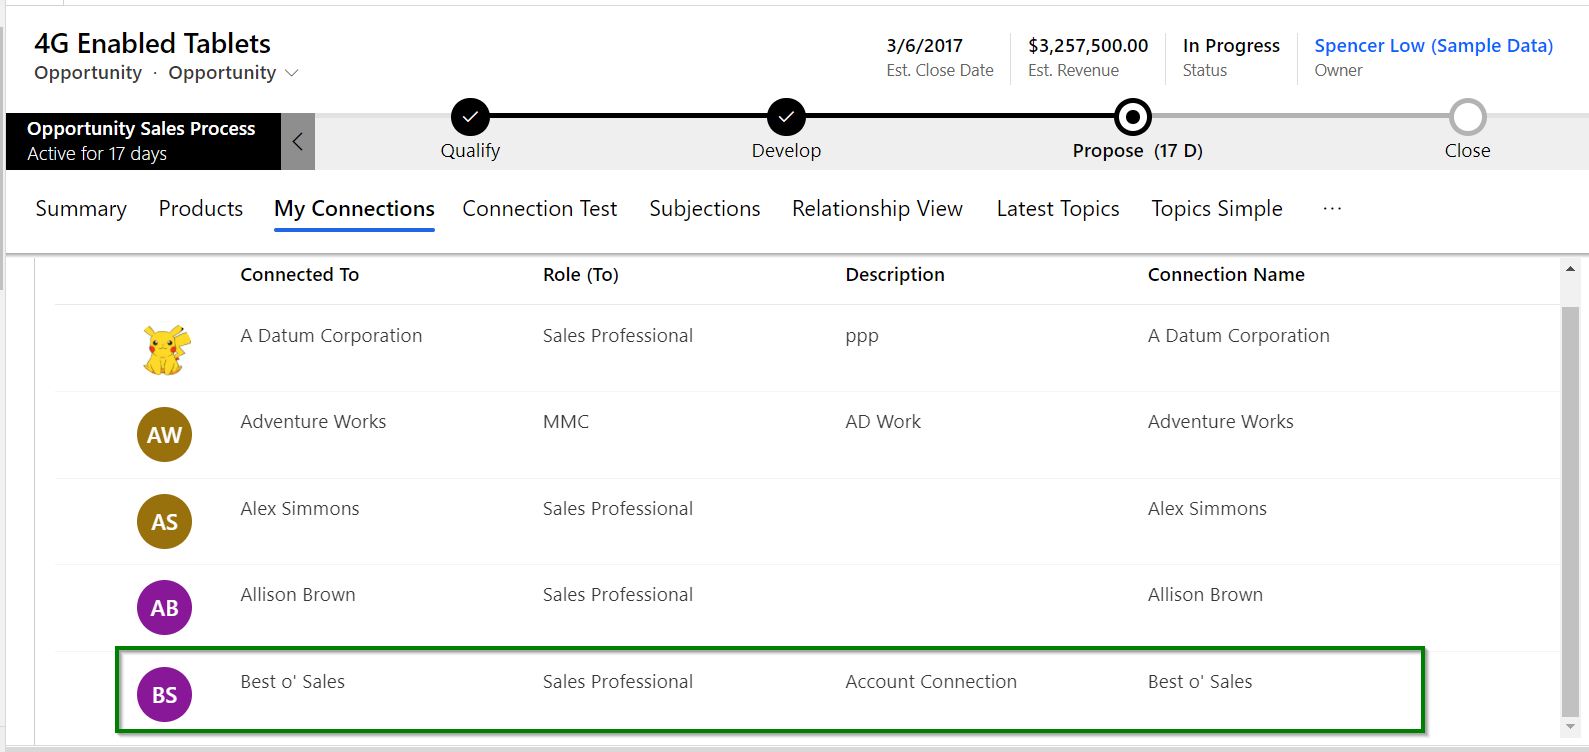 4G Enabled Tablets
Opportunity · Opportunity
3/6/2017
Est. Close Date
$3,257,500.00
Est. Revenue
In Progress
Status
Spencer Low (Sample Data)
Owner
Opportunity Sales Process
Active for 17 days
Qualify
Develop
Propose (17 D)
Close
Summary Products My Connections Connection Test Subjections Relationship View Latest Topics Topics Simple ...
Connected To Role (To) Description Connection Name
A Datum Corporation Sales Professional ppp A Datum Corporation
AW Adventure Works MMC AD Work Adventure Works
AS Alex Simmons Sales Professional Alex Simmons
AB Allison Brown Sales Professional Allison Brown
BS Best o' Sales Sales Professional Account Connection Best o' Sales